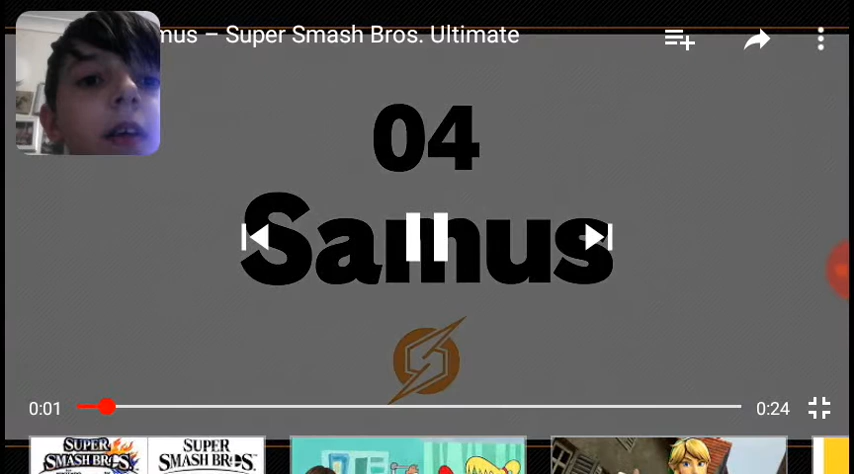 mus – Super Smash Bros. Ultimate
04
Samus
0:01
0:24
SUPER SMASH BROS.
SUPER SMASH BROS.